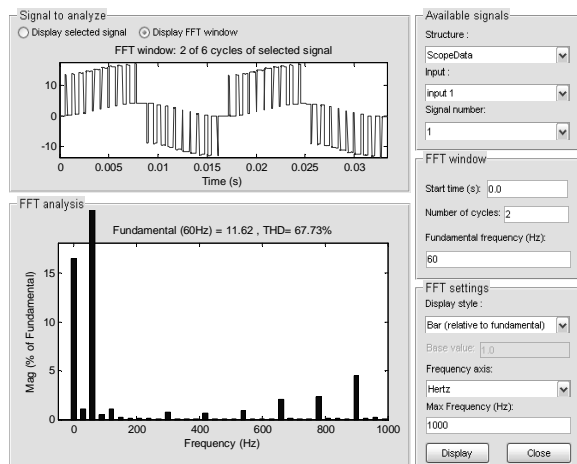 Signal to analyze
Display selected signal Display FFT window
FFT window: 2 of 6 cycles of selected signal
10
0
-10
0 0.005 0.01 0.015 0.02 0.025 0.03
Time (s)
FFT analysis
Fundamental (60Hz) = 11.62 , THD= 67.73%
Mag (% of Fundamental)
15
10
5
0
0 200 400 600 800 1000
Frequency (Hz)
Available signals
Structure :
ScopeData
Input :
input 1
Signal number:
1
FFT window
Start time (s): 0.0
Number of cycles: 2
Fundamental frequency (Hz):
60
FFT settings
Display style :
Bar (relative to fundamental)
Base value: 1.0
Frequency axis:
Hertz
Max Frequency (Hz):
1000
Display Close